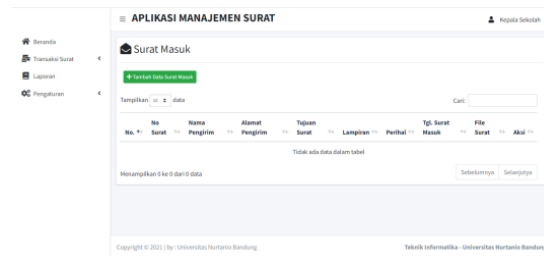 ≡ APLIKASI MANAJEMEN SURAT
Kepala Sekolah
Beranda
Transaksi Surat
Laporan
Pengaturan
Surat Masuk
+ Tambah Data Surat Masuk
Tampilkan 10 data
Cari:
No. No Surat Nama Pengirim Alamat Pengirim Tujuan Surat Lampiran Perihal Tgl. Surat Masuk File Surat Aksi
Tidak ada data dalam tabel
Menampilkan 0 ke 0 dari 0 data
Sebelumnya Selanjutya
Copyright © 2021 | by : Universitas Nurtanio Bandung
Teknik Informatika - Universitas Nurtanio Bandung